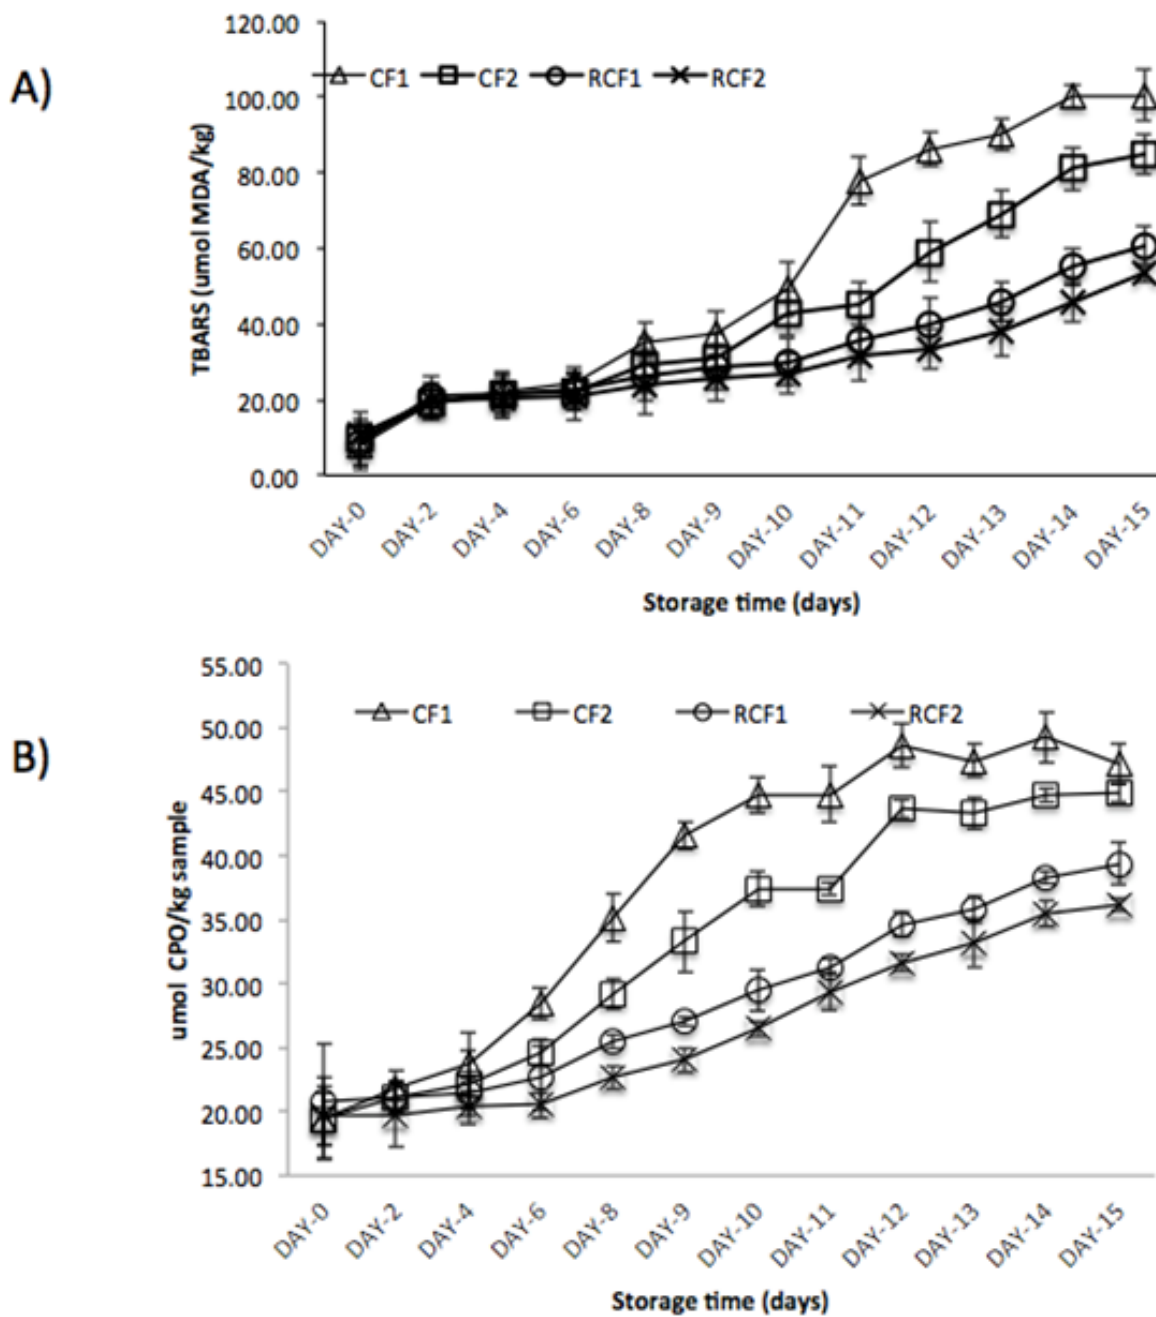 A)
TBARS (umol MDA/kg)
120.00
100.00
80.00
60.00
40.00
20.00
0.00
CF1 CF2 RCF1 RCF2
DAY-0 DAY-2 DAY-4 DAY-6 DAY-8 DAY-9 DAY-10 DAY-11 DAY-12 DAY-13 DAY-14 DAY-15
Storage time (days)
B)
umol CPO/kg sample
55.00
50.00
45.00
40.00
35.00
30.00
25.00
20.00
15.00
CF1 CF2 RCF1 RCF2
DAY-0 DAY-2 DAY-4 DAY-6 DAY-8 DAY-9 DAY-10 DAY-11 DAY-12 DAY-13 DAY-14 DAY-15
Storage time (days)